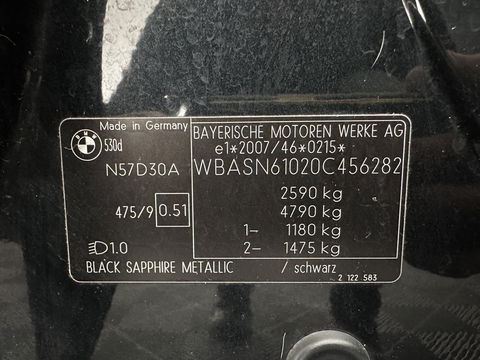 BMW
Made in Germany
530d
N57D30A
475/9 0.51
1.0
BLACK SAPPHIRE METALLIC / schwarz
BAYERISCHE MOTOREN WERKE AG
e1*2007/46*0215*
WBASN61020C456282
2590 kg
4790 kg
1- 1180 kg
2- 1475 kg
2 122 583